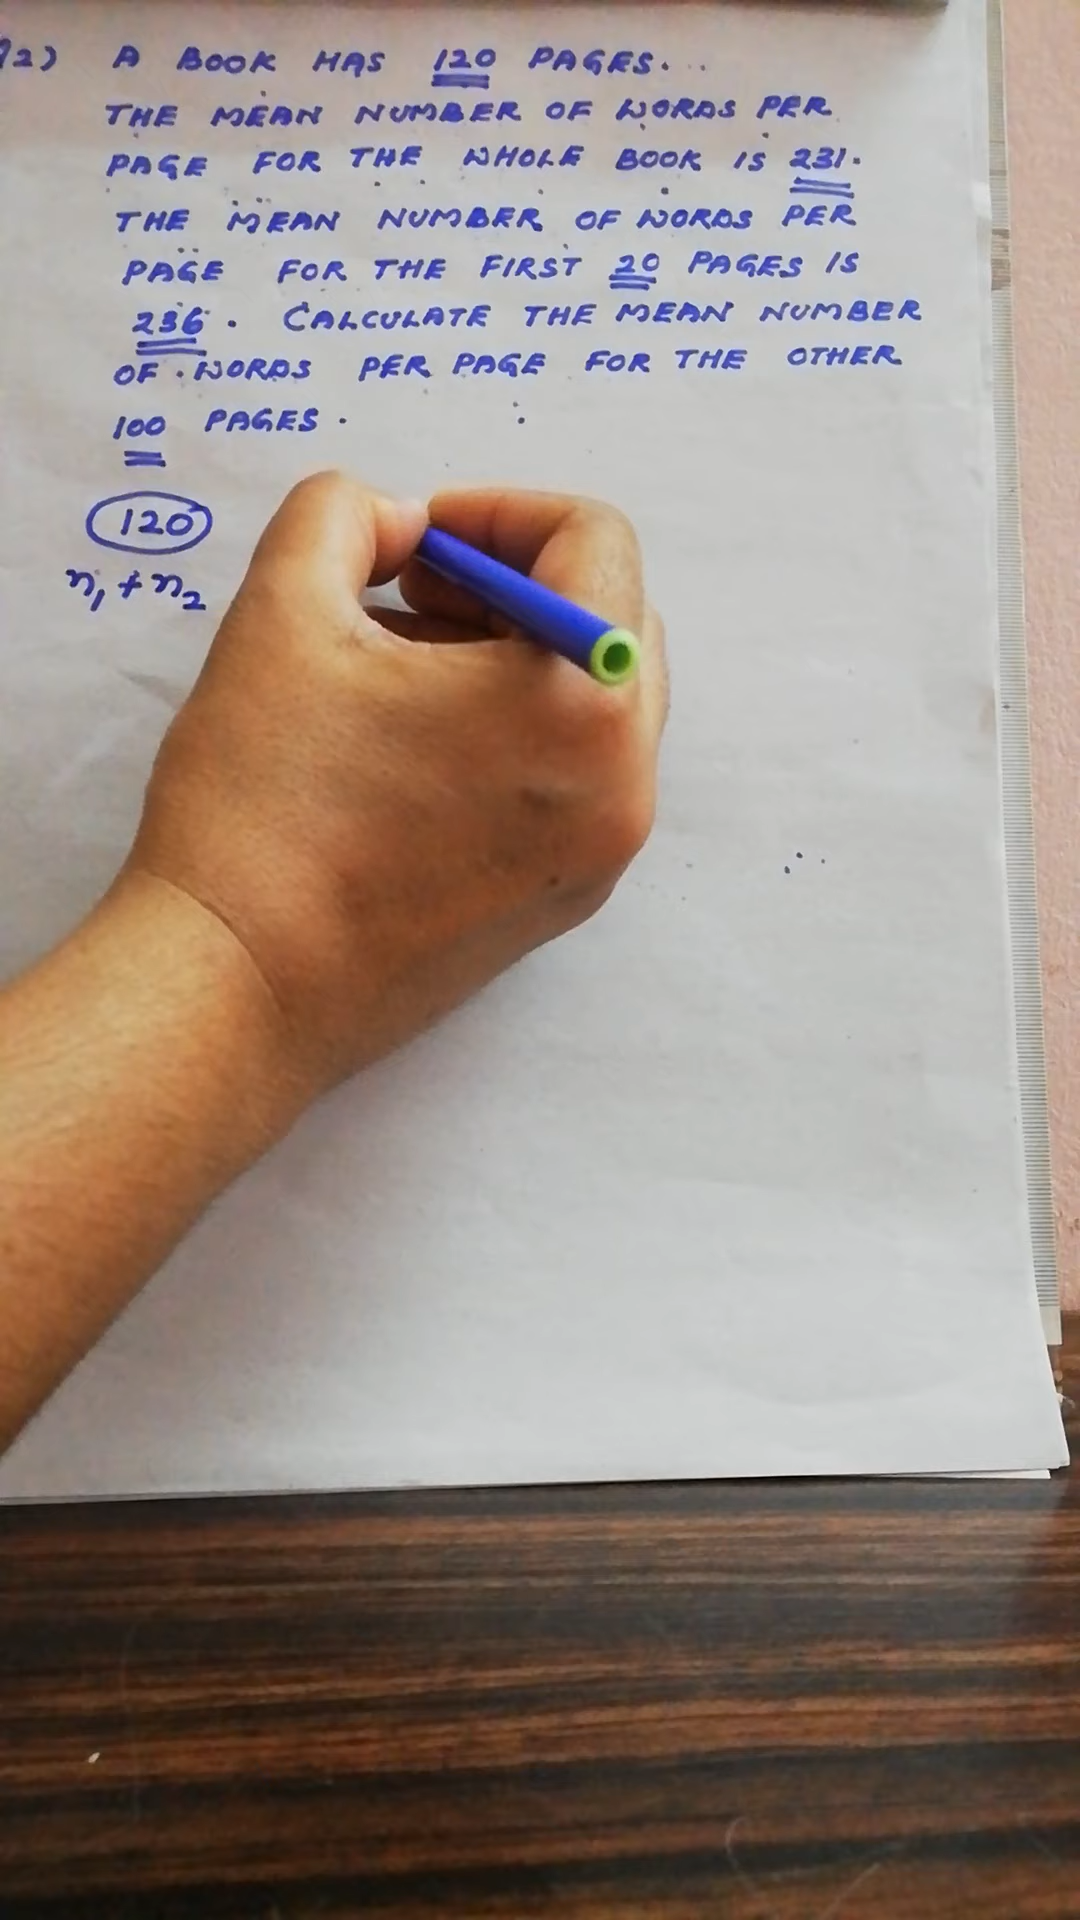 2) A BOOK HAS 120 PAGES.
THE MEAN NUMBER OF WORDS PER
PAGE FOR THE WHOLE BOOK IS 231.
THE MEAN NUMBER OF WORDS PER
PAGE FOR THE FIRST 20 PAGES IS
236. CALCULATE THE MEAN NUMBER
OF WORDS PER PAGE FOR THE OTHER
100 PAGES.
120
n₁ + n₂